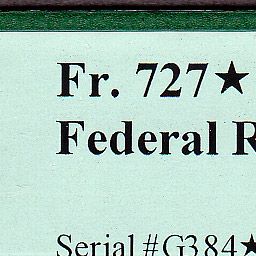 Fr. 727★
Federal R
Serial #G384★